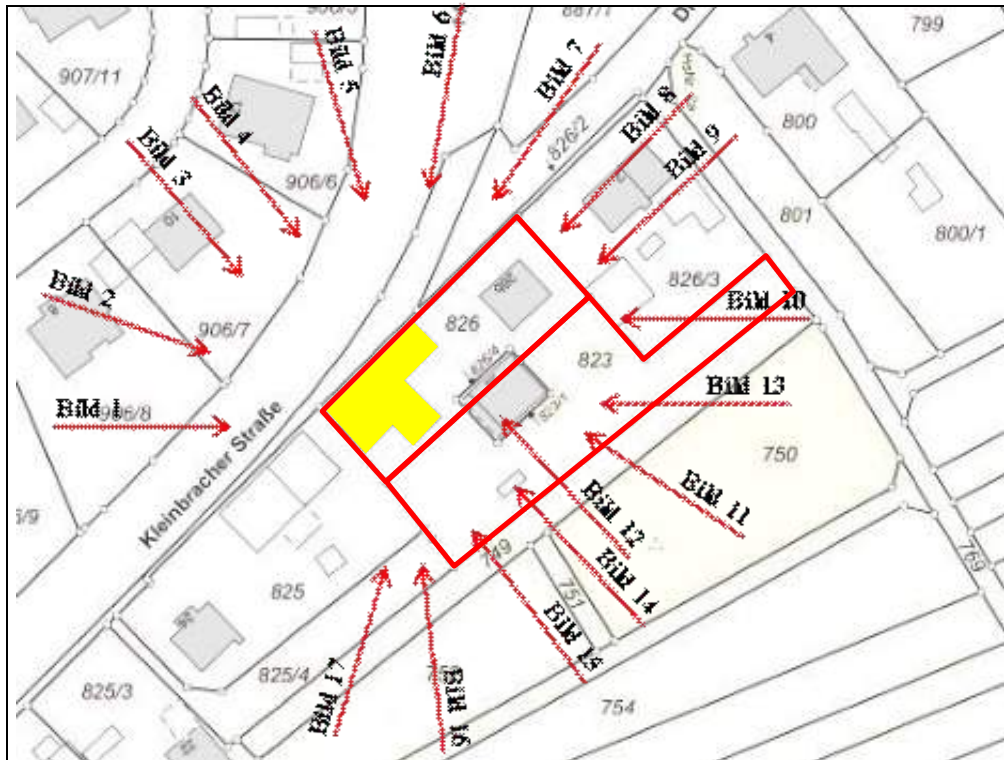 907/11
887/1
799
800
801
800/1
Bild 1
Bild 2
Bild 3
Bild 4
Bild 5
Bild 6
Bild 7
Bild 8
Bild 9
Bild 10
Bild 11
Bild 12
Bild 13
Bild 14
Bild 15
Bild 16
Bild 17
906/6
906/7
906/8
826/2
826/3
826
826/4
823
750
749
751
769
754
825
825/4
825/3
Kleinbracher Straße